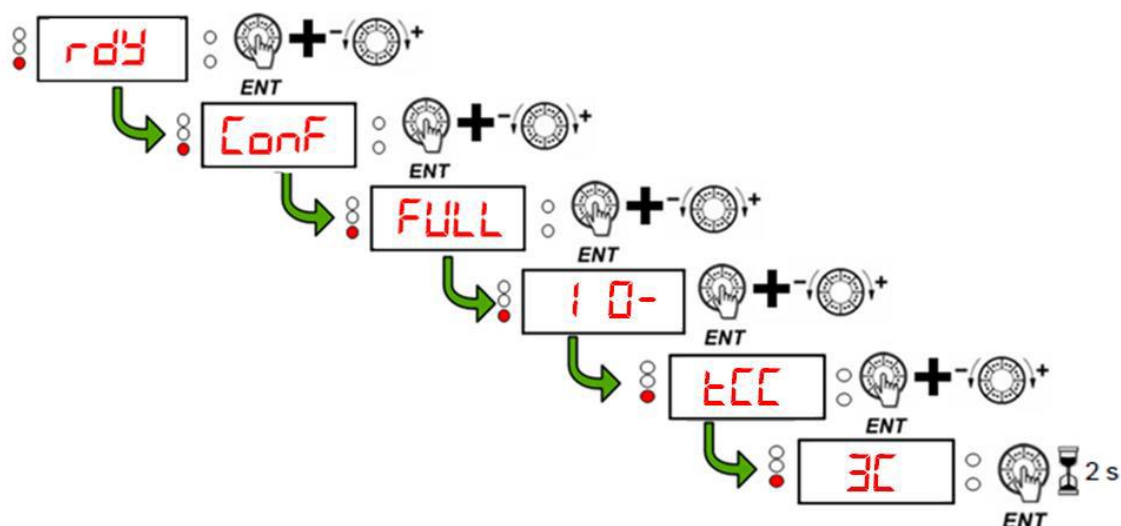 rdY - +
ENT
ConF - +
ENT
FULL - +
ENT
I O- - +
ENT
tCC - +
ENT
3C 2 s
ENT